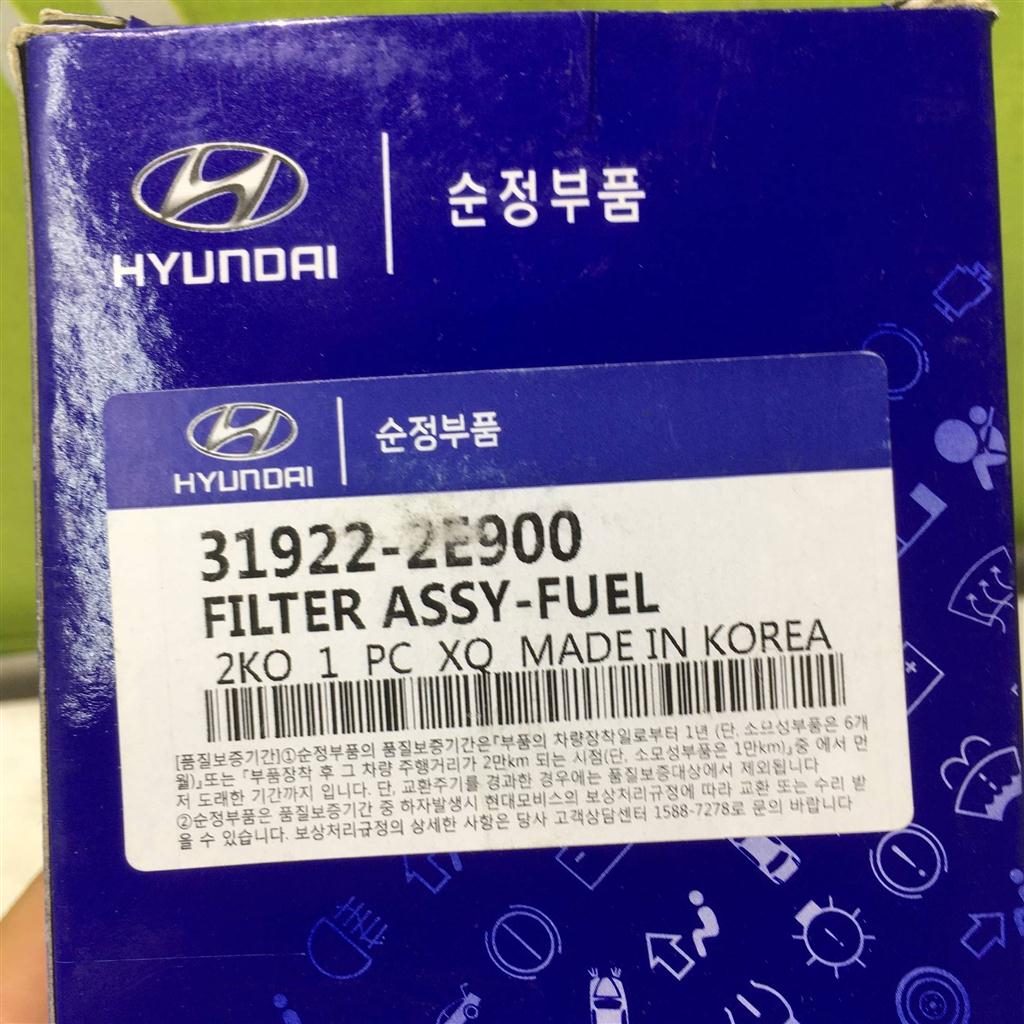 HYUNDAI
순정부품
HYUNDAI
순정부품
31922-2E900
FILTER ASSY-FUEL
2KO 1 PC XQ MADE IN KOREA
[품질보증기간]①순정부품의 품질보증기간은『부품의 차량장착일로부터 1년 (단, 소모성부품은 6개
월)』또는 『부품장착 후 그 차량 주행거리가 2만km 되는 시점(단, 소모성부품은 1만km)』중 에서 먼
저 도래한 기간까지 입니다. 단, 교환주기를 경과한 경우에는 품질보증대상에서 제외됩니다
②순정부품은 품질보증기간 중 하자발생시 현대모비스의 보상처리규정에 따라 교환 또는 수리 받
을 수 있습니다. 보상처리규정의 상세한 사항은 당사 고객상담센터 1588-7278로 문의 바랍니다